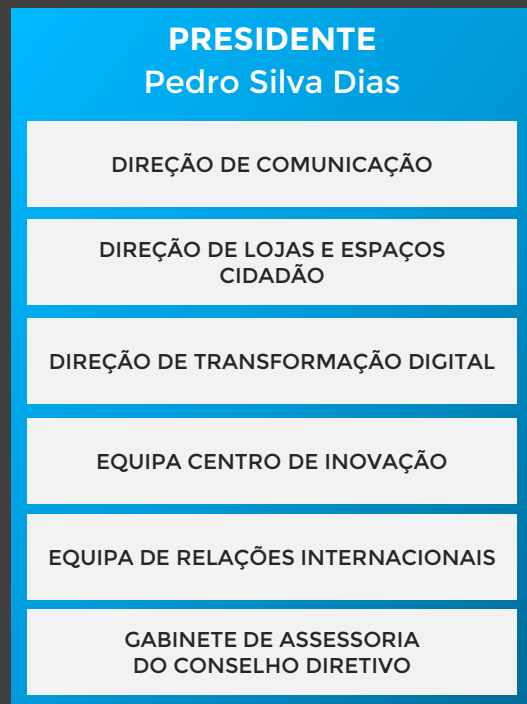 PRESIDENTE
Pedro Silva Dias
DIREÇÃO DE COMUNICAÇÃO
DIREÇÃO DE LOJAS E ESPAÇOS
CIDADÃO
DIREÇÃO DE TRANSFORMAÇÃO DIGITAL
EQUIPA CENTRO DE INOVAÇÃO
EQUIPA DE RELAÇÕES INTERNACIONAIS
GABINETE DE ASSESSORIA
DO CONSELHO DIRETIVO